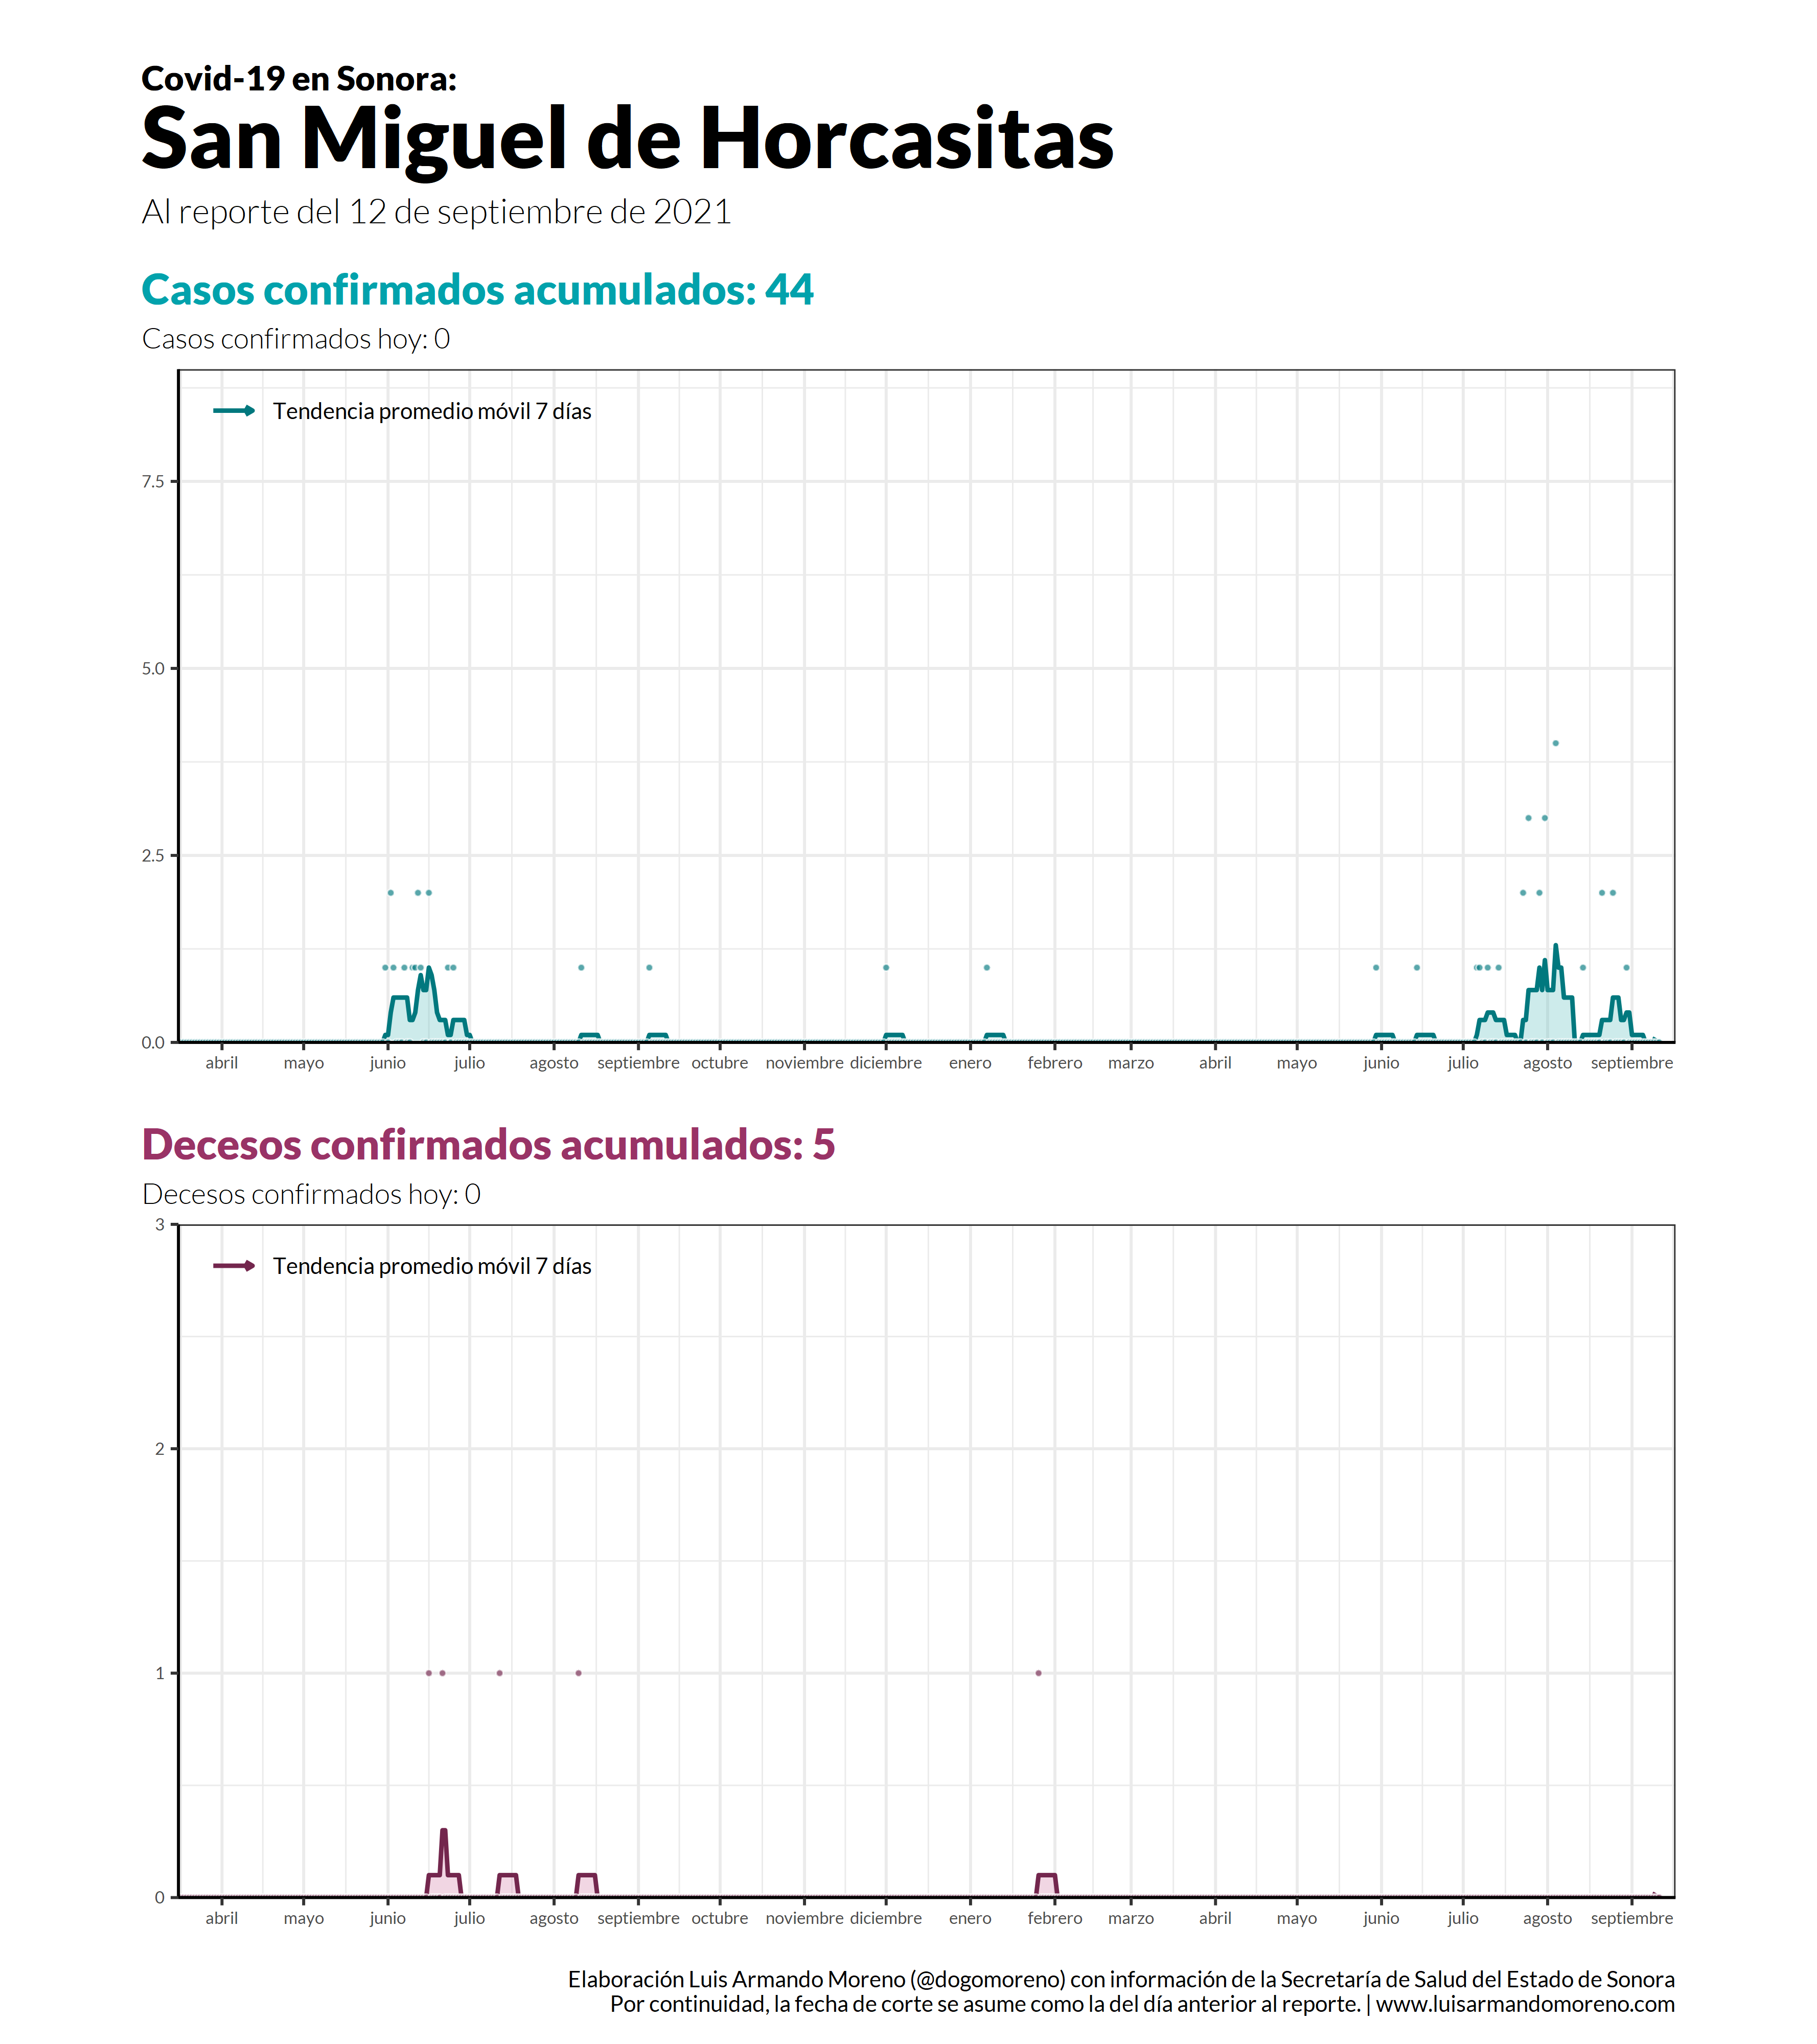 Covid-19 en Sonora:
San Miguel de Horcasitas
Al reporte del 12 de septiembre de 2021
Casos confirmados acumulados: 44
Casos confirmados hoy: 0
Tendencia promedio móvil 7 días
7.5
5.0
2.5
0.0
abril mayo junio julio agosto septiembre octubre noviembre diciembre enero febrero marzo abril mayo junio julio agosto septiembre
Decesos confirmados acumulados: 5
Decesos confirmados hoy: 0
3
Tendencia promedio móvil 7 días
2
1
0
abril mayo junio julio agosto septiembre octubre noviembre diciembre enero febrero marzo abril mayo junio julio agosto septiembre
Elaboración Luis Armando Moreno (@dogomoreno) con información de la Secretaría de Salud del Estado de Sonora
Por continuidad, la fecha de corte se asume como la del día anterior al reporte. | www.luisarmandomoreno.com